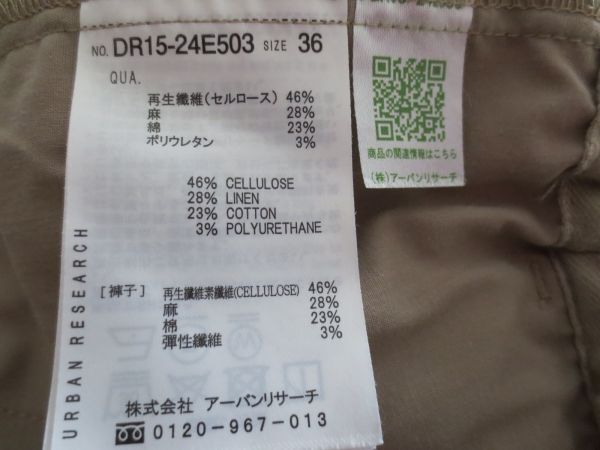 NO. DR15-24E503 SIZE 36
QUA.
再生繊維(セルロース) 46%
麻 28%
綿 23%
ポリウレタン 3%
46% CELLULOSE
28% LINEN
23% COTTON
3% POLYURETHANE
[褲子] 再生纖維素纖維(CELLULOSE) 46%
麻 28%
棉 23%
彈性纖維 3%
株式会社 アーバンリサーチ
0120-967-013
URBAN RESEARCH
商品の関連情報はこちら
(株)アーバンリサーチ